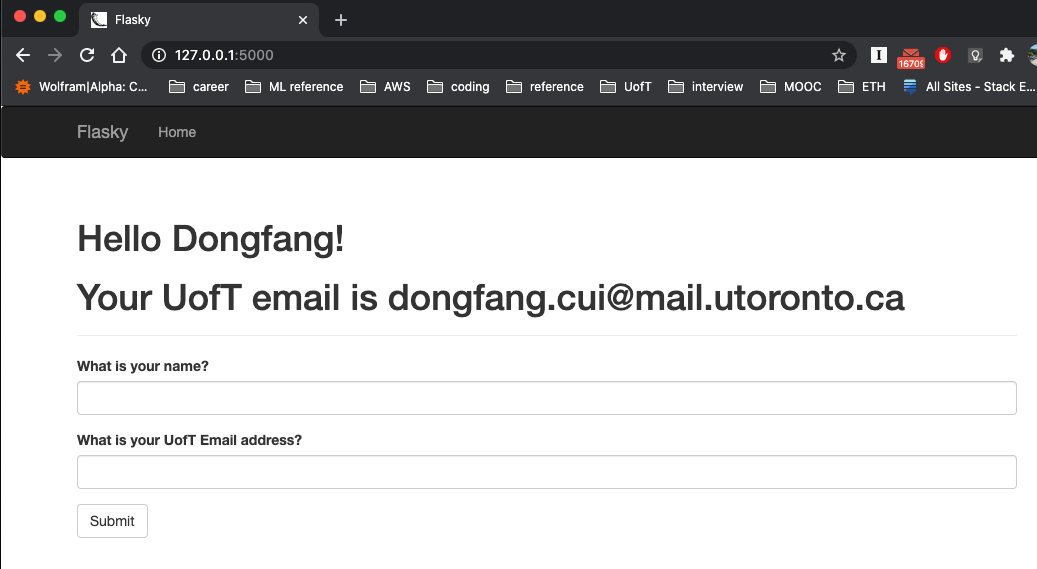 Flasky
127.0.0.1:5000
Wolfram|Alpha: C... career ML reference AWS coding reference UofT interview MOOC ETH All Sites - Stack E...
Flasky Home
Hello Dongfang!
Your UofT email is dongfang.cui@mail.utoronto.ca
What is your name?
What is your UofT Email address?
Submit